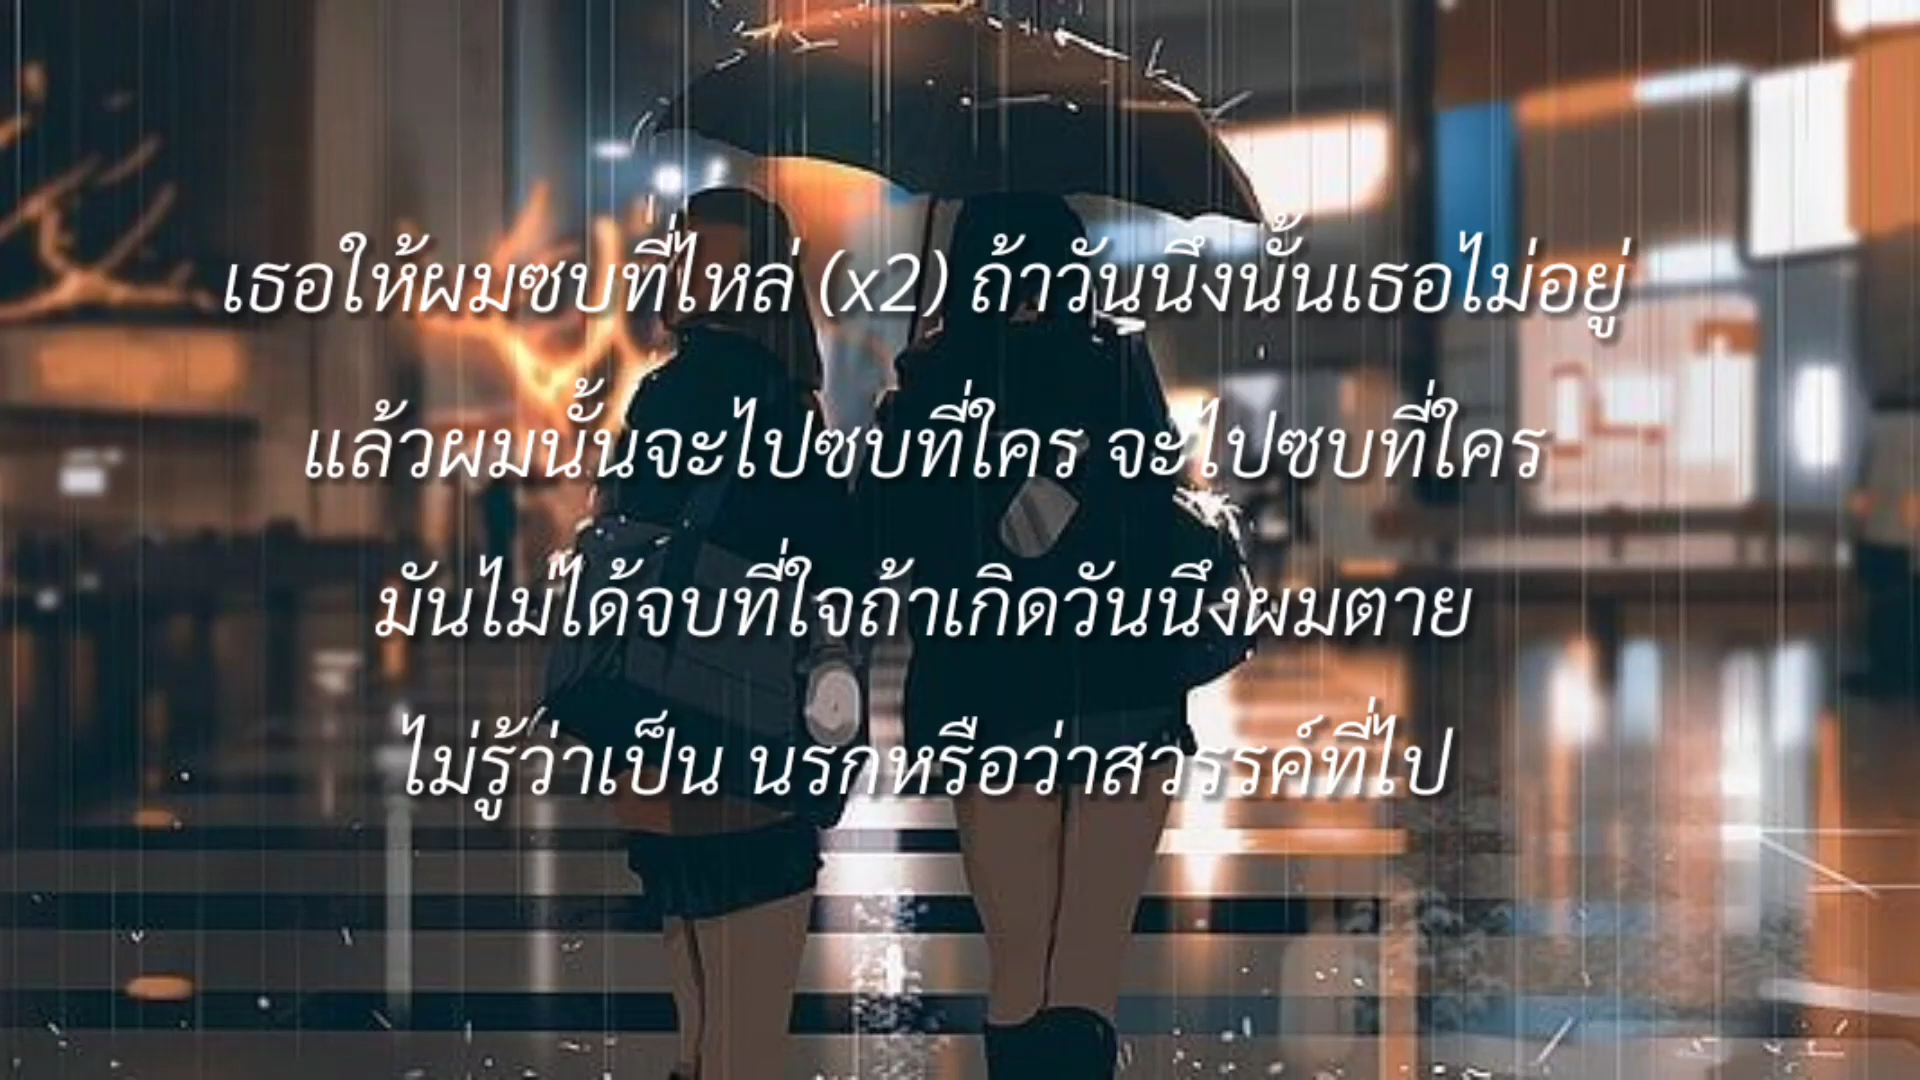 เธอให้ผมซบที่ไหล่ (x2) ถ้าวันนึงนั้นเธอไม่อยู่
แล้วผมนั้นจะไปซบที่ใคร จะไปซบที่ใคร
มันไม่ได้จบที่ใจถ้าเกิดวันนึงผมตาย
ไม่รู้ว่าเป็น นรกหรือว่าสวรรค์ที่ไป